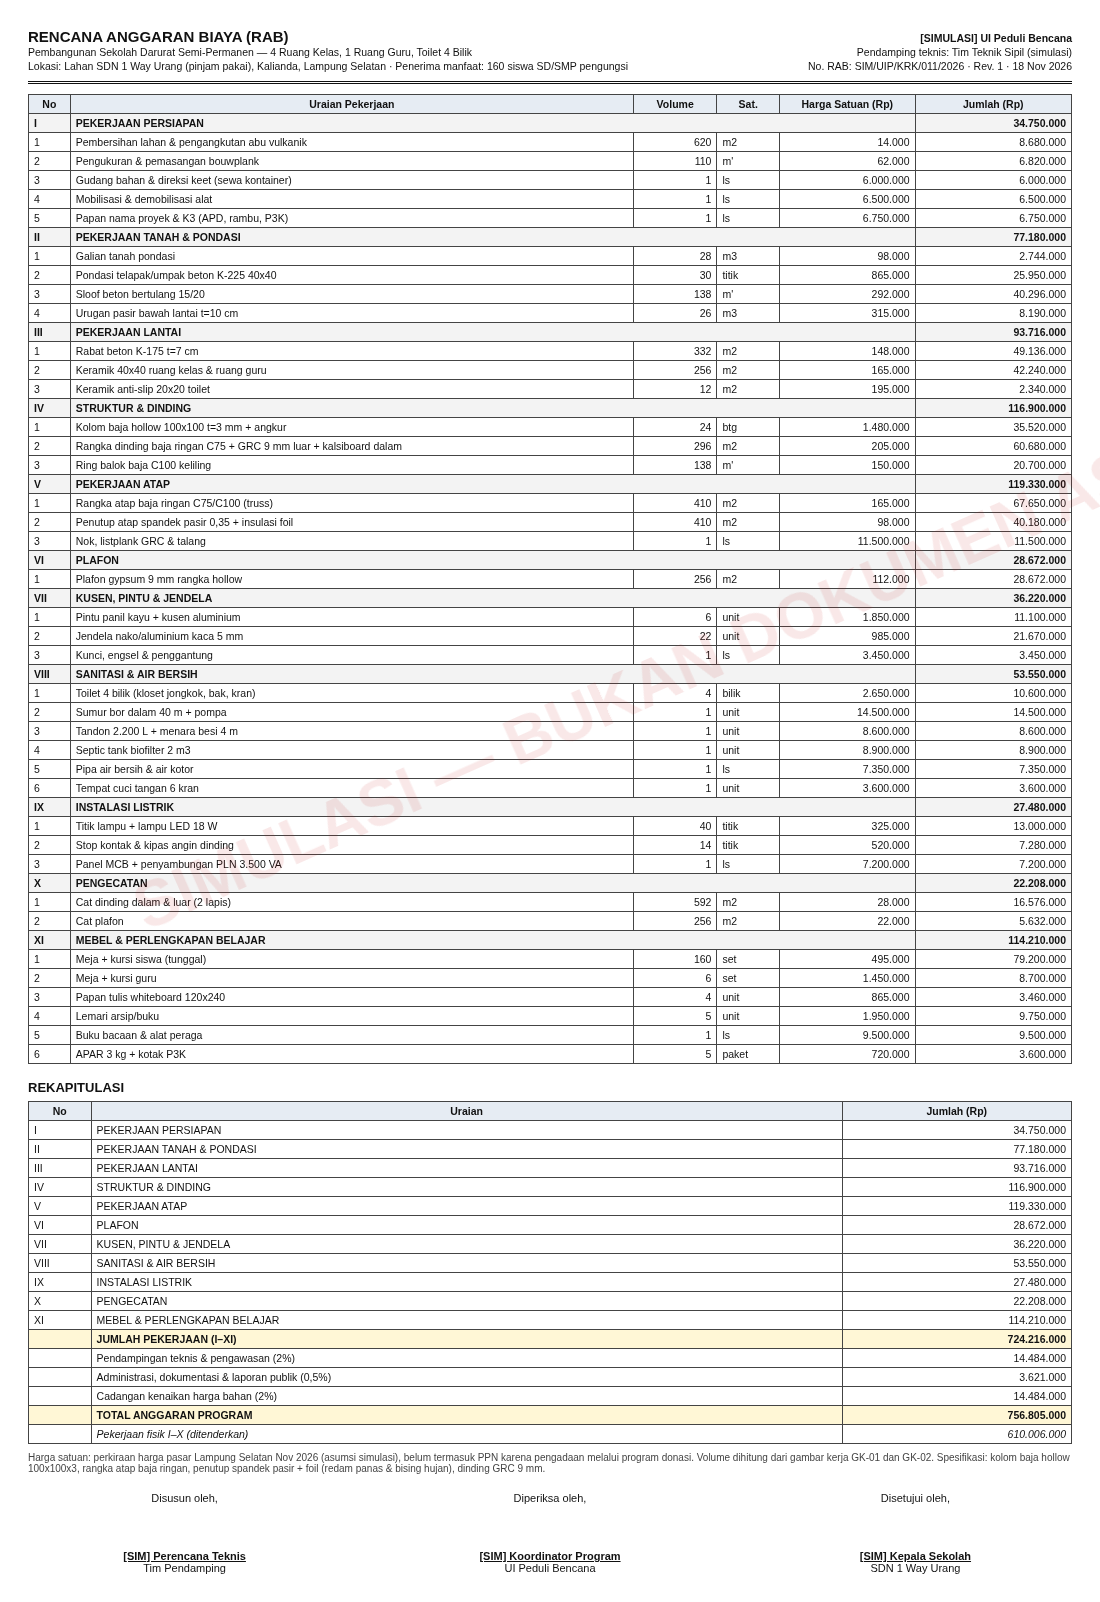 RENCANA ANGGARAN BIAYA (RAB)
Pembangunan Sekolah Darurat Semi-Permanen — 4 Ruang Kelas, 1 Ruang Guru, Toilet 4 Bilik
Lokasi: Lahan SDN 1 Way Urang (pinjam pakai), Kalianda, Lampung Selatan · Penerima manfaat: 160 siswa SD/SMP pengungsi
[SIMULASI] UI Peduli Bencana
Pendamping teknis: Tim Teknik Sipil (simulasi)
No. RAB: SIM/UIP/KRK/011/2026 · Rev. 1 · 18 Nov 2026
No Uraian Pekerjaan Volume Sat. Harga Satuan (Rp) Jumlah (Rp)
I PEKERJAAN PERSIAPAN 34.750.000
1 Pembersihan lahan & pengangkutan abu vulkanik 620 m2 14.000 8.680.000
2 Pengukuran & pemasangan bouwplank 110 m' 62.000 6.820.000
3 Gudang bahan & direksi keet (sewa kontainer) 1 ls 6.000.000 6.000.000
4 Mobilisasi & demobilisasi alat 1 ls 6.500.000 6.500.000
5 Papan nama proyek & K3 (APD, rambu, P3K) 1 ls 6.750.000 6.750.000
II PEKERJAAN TANAH & PONDASI 77.180.000
1 Galian tanah pondasi 28 m3 98.000 2.744.000
2 Pondasi telapak/umpak beton K-225 40x40 30 titik 865.000 25.950.000
3 Sloof beton bertulang 15/20 138 m' 292.000 40.296.000
4 Urugan pasir bawah lantai t=10 cm 26 m3 315.000 8.190.000
III PEKERJAAN LANTAI 93.716.000
1 Rabat beton K-175 t=7 cm 332 m2 148.000 49.136.000
2 Keramik 40x40 ruang kelas & ruang guru 256 m2 165.000 42.240.000
3 Keramik anti-slip 20x20 toilet 12 m2 195.000 2.340.000
IV STRUKTUR & DINDING 116.900.000
1 Kolom baja hollow 100x100 t=3 mm + angkur 24 btg 1.480.000 35.520.000
2 Rangka dinding baja ringan C75 + GRC 9 mm luar + kalsiboard dalam 296 m2 205.000 60.680.000
3 Ring balok baja C100 keliling 138 m' 150.000 20.700.000
V PEKERJAAN ATAP 119.330.000
1 Rangka atap baja ringan C75/C100 (truss) 410 m2 165.000 67.650.000
2 Penutup atap spandek pasir 0,35 + insulasi foil 410 m2 98.000 40.180.000
3 Nok, listplank GRC & talang 1 ls 11.500.000 11.500.000
VI PLAFON 28.672.000
1 Plafon gypsum 9 mm rangka hollow 256 m2 112.000 28.672.000
VII KUSEN, PINTU & JENDELA 36.220.000
1 Pintu panil kayu + kusen aluminium 6 unit 1.850.000 11.100.000
2 Jendela nako/aluminium kaca 5 mm 22 unit 985.000 21.670.000
3 Kunci, engsel & penggantung 1 ls 3.450.000 3.450.000
VIII SANITASI & AIR BERSIH 53.550.000
1 Toilet 4 bilik (kloset jongkok, bak, kran) 4 bilik 2.650.000 10.600.000
2 Sumur bor dalam 40 m + pompa 1 unit 14.500.000 14.500.000
3 Tandon 2.200 L + menara besi 4 m 1 unit 8.600.000 8.600.000
4 Septic tank biofilter 2 m3 1 unit 8.900.000 8.900.000
5 Pipa air bersih & air kotor 1 ls 7.350.000 7.350.000
6 Tempat cuci tangan 6 kran 1 unit 3.600.000 3.600.000
IX INSTALASI LISTRIK 27.480.000
1 Titik lampu + lampu LED 18 W 40 titik 325.000 13.000.000
2 Stop kontak & kipas angin dinding 14 titik 520.000 7.280.000
3 Panel MCB + penyambungan PLN 3.500 VA 1 ls 7.200.000 7.200.000
X PENGECATAN 22.208.000
1 Cat dinding dalam & luar (2 lapis) 592 m2 28.000 16.576.000
2 Cat plafon 256 m2 22.000 5.632.000
XI MEBEL & PERLENGKAPAN BELAJAR 114.210.000
1 Meja + kursi siswa (tunggal) 160 set 495.000 79.200.000
2 Meja + kursi guru 6 set 1.450.000 8.700.000
3 Papan tulis whiteboard 120x240 4 unit 865.000 3.460.000
4 Lemari arsip/buku 5 unit 1.950.000 9.750.000
5 Buku bacaan & alat peraga 1 ls 9.500.000 9.500.000
6 APAR 3 kg + kotak P3K 5 paket 720.000 3.600.000
SIMULASI — BUKAN DOKUMEN AS
REKAPITULASI
No Uraian Jumlah (Rp)
I PEKERJAAN PERSIAPAN 34.750.000
II PEKERJAAN TANAH & PONDASI 77.180.000
III PEKERJAAN LANTAI 93.716.000
IV STRUKTUR & DINDING 116.900.000
V PEKERJAAN ATAP 119.330.000
VI PLAFON 28.672.000
VII KUSEN, PINTU & JENDELA 36.220.000
VIII SANITASI & AIR BERSIH 53.550.000
IX INSTALASI LISTRIK 27.480.000
X PENGECATAN 22.208.000
XI MEBEL & PERLENGKAPAN BELAJAR 114.210.000
JUMLAH PEKERJAAN (I–XI) 724.216.000
Pendampingan teknis & pengawasan (2%) 14.484.000
Administrasi, dokumentasi & laporan publik (0,5%) 3.621.000
Cadangan kenaikan harga bahan (2%) 14.484.000
TOTAL ANGGARAN PROGRAM 756.805.000
Pekerjaan fisik I–X (ditenderkan) 610.006.000
Harga satuan: perkiraan harga pasar Lampung Selatan Nov 2026 (asumsi simulasi), belum termasuk PPN karena pengadaan melalui program donasi. Volume dihitung dari gambar kerja GK-01 dan GK-02. Spesifikasi: kolom baja hollow
100x100x3, rangka atap baja ringan, penutup spandek pasir + foil (redam panas & bising hujan), dinding GRC 9 mm.
Disusun oleh, Diperiksa oleh, Disetujui oleh,
[SIM] Perencana Teknis [SIM] Koordinator Program [SIM] Kepala Sekolah
Tim Pendamping UI Peduli Bencana SDN 1 Way Urang